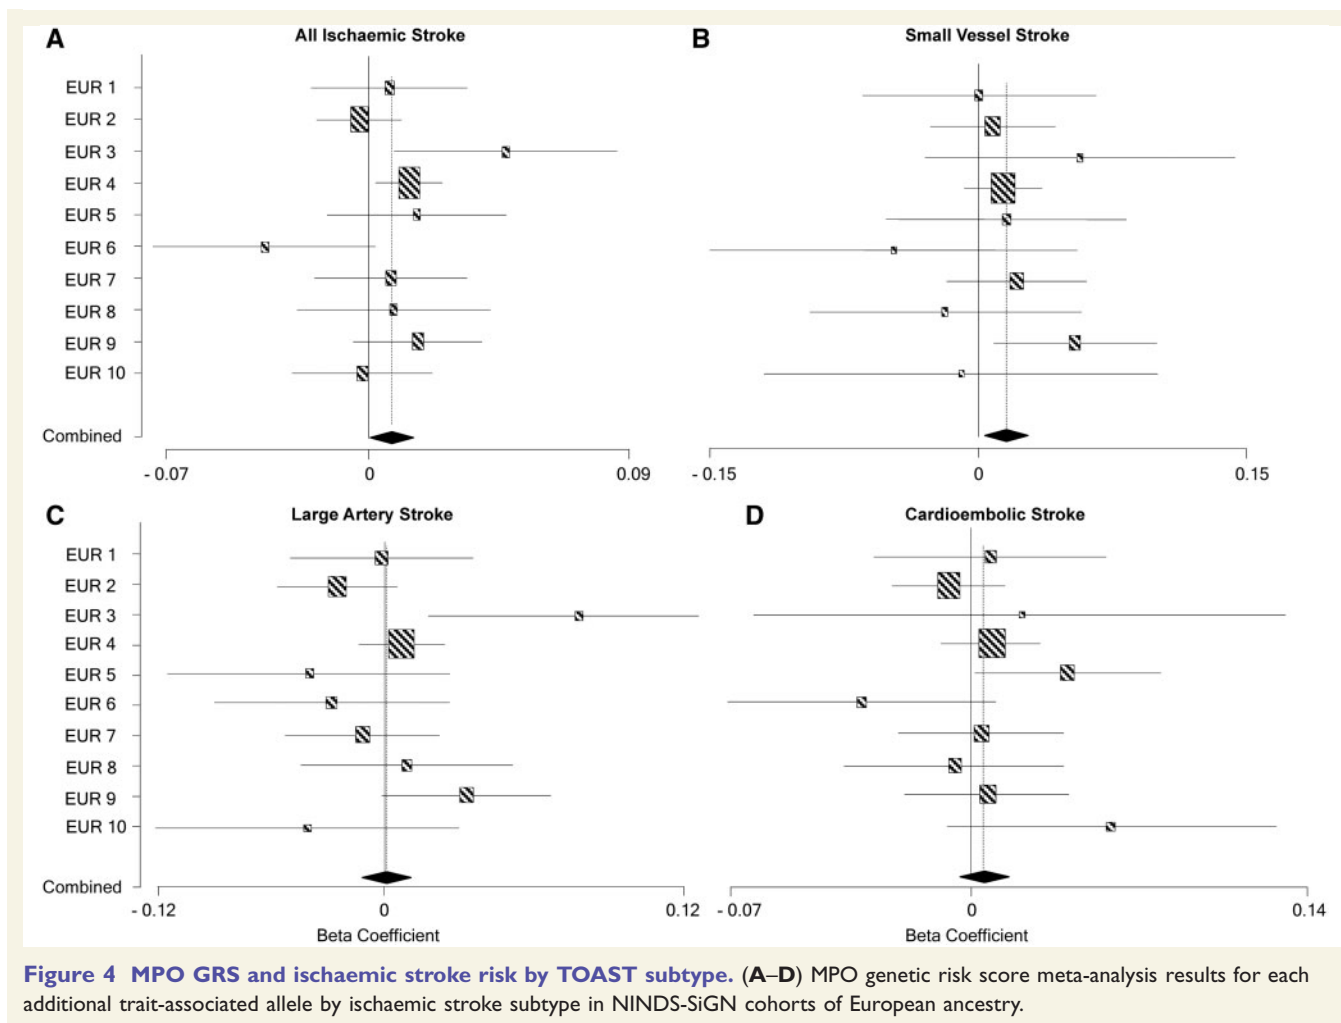 A
All Ischaemic Stroke
EUR 1
EUR 2
EUR 3
EUR 4
EUR 5
EUR 6
EUR 7
EUR 8
EUR 9
EUR 10
Combined
- 0.07 0 0.09
B
Small Vessel Stroke
- 0.15 0 0.15
C
Large Artery Stroke
EUR 1
EUR 2
EUR 3
EUR 4
EUR 5
EUR 6
EUR 7
EUR 8
EUR 9
EUR 10
Combined
- 0.12 0 0.12
Beta Coefficient
D
Cardioembolic Stroke
- 0.07 0 0.14
Beta Coefficient
Figure 4 MPO GRS and ischaemic stroke risk by TOAST subtype. (A–D) MPO genetic risk score meta-analysis results for each
additional trait-associated allele by ischaemic stroke subtype in NINDS-SiGN cohorts of European ancestry.